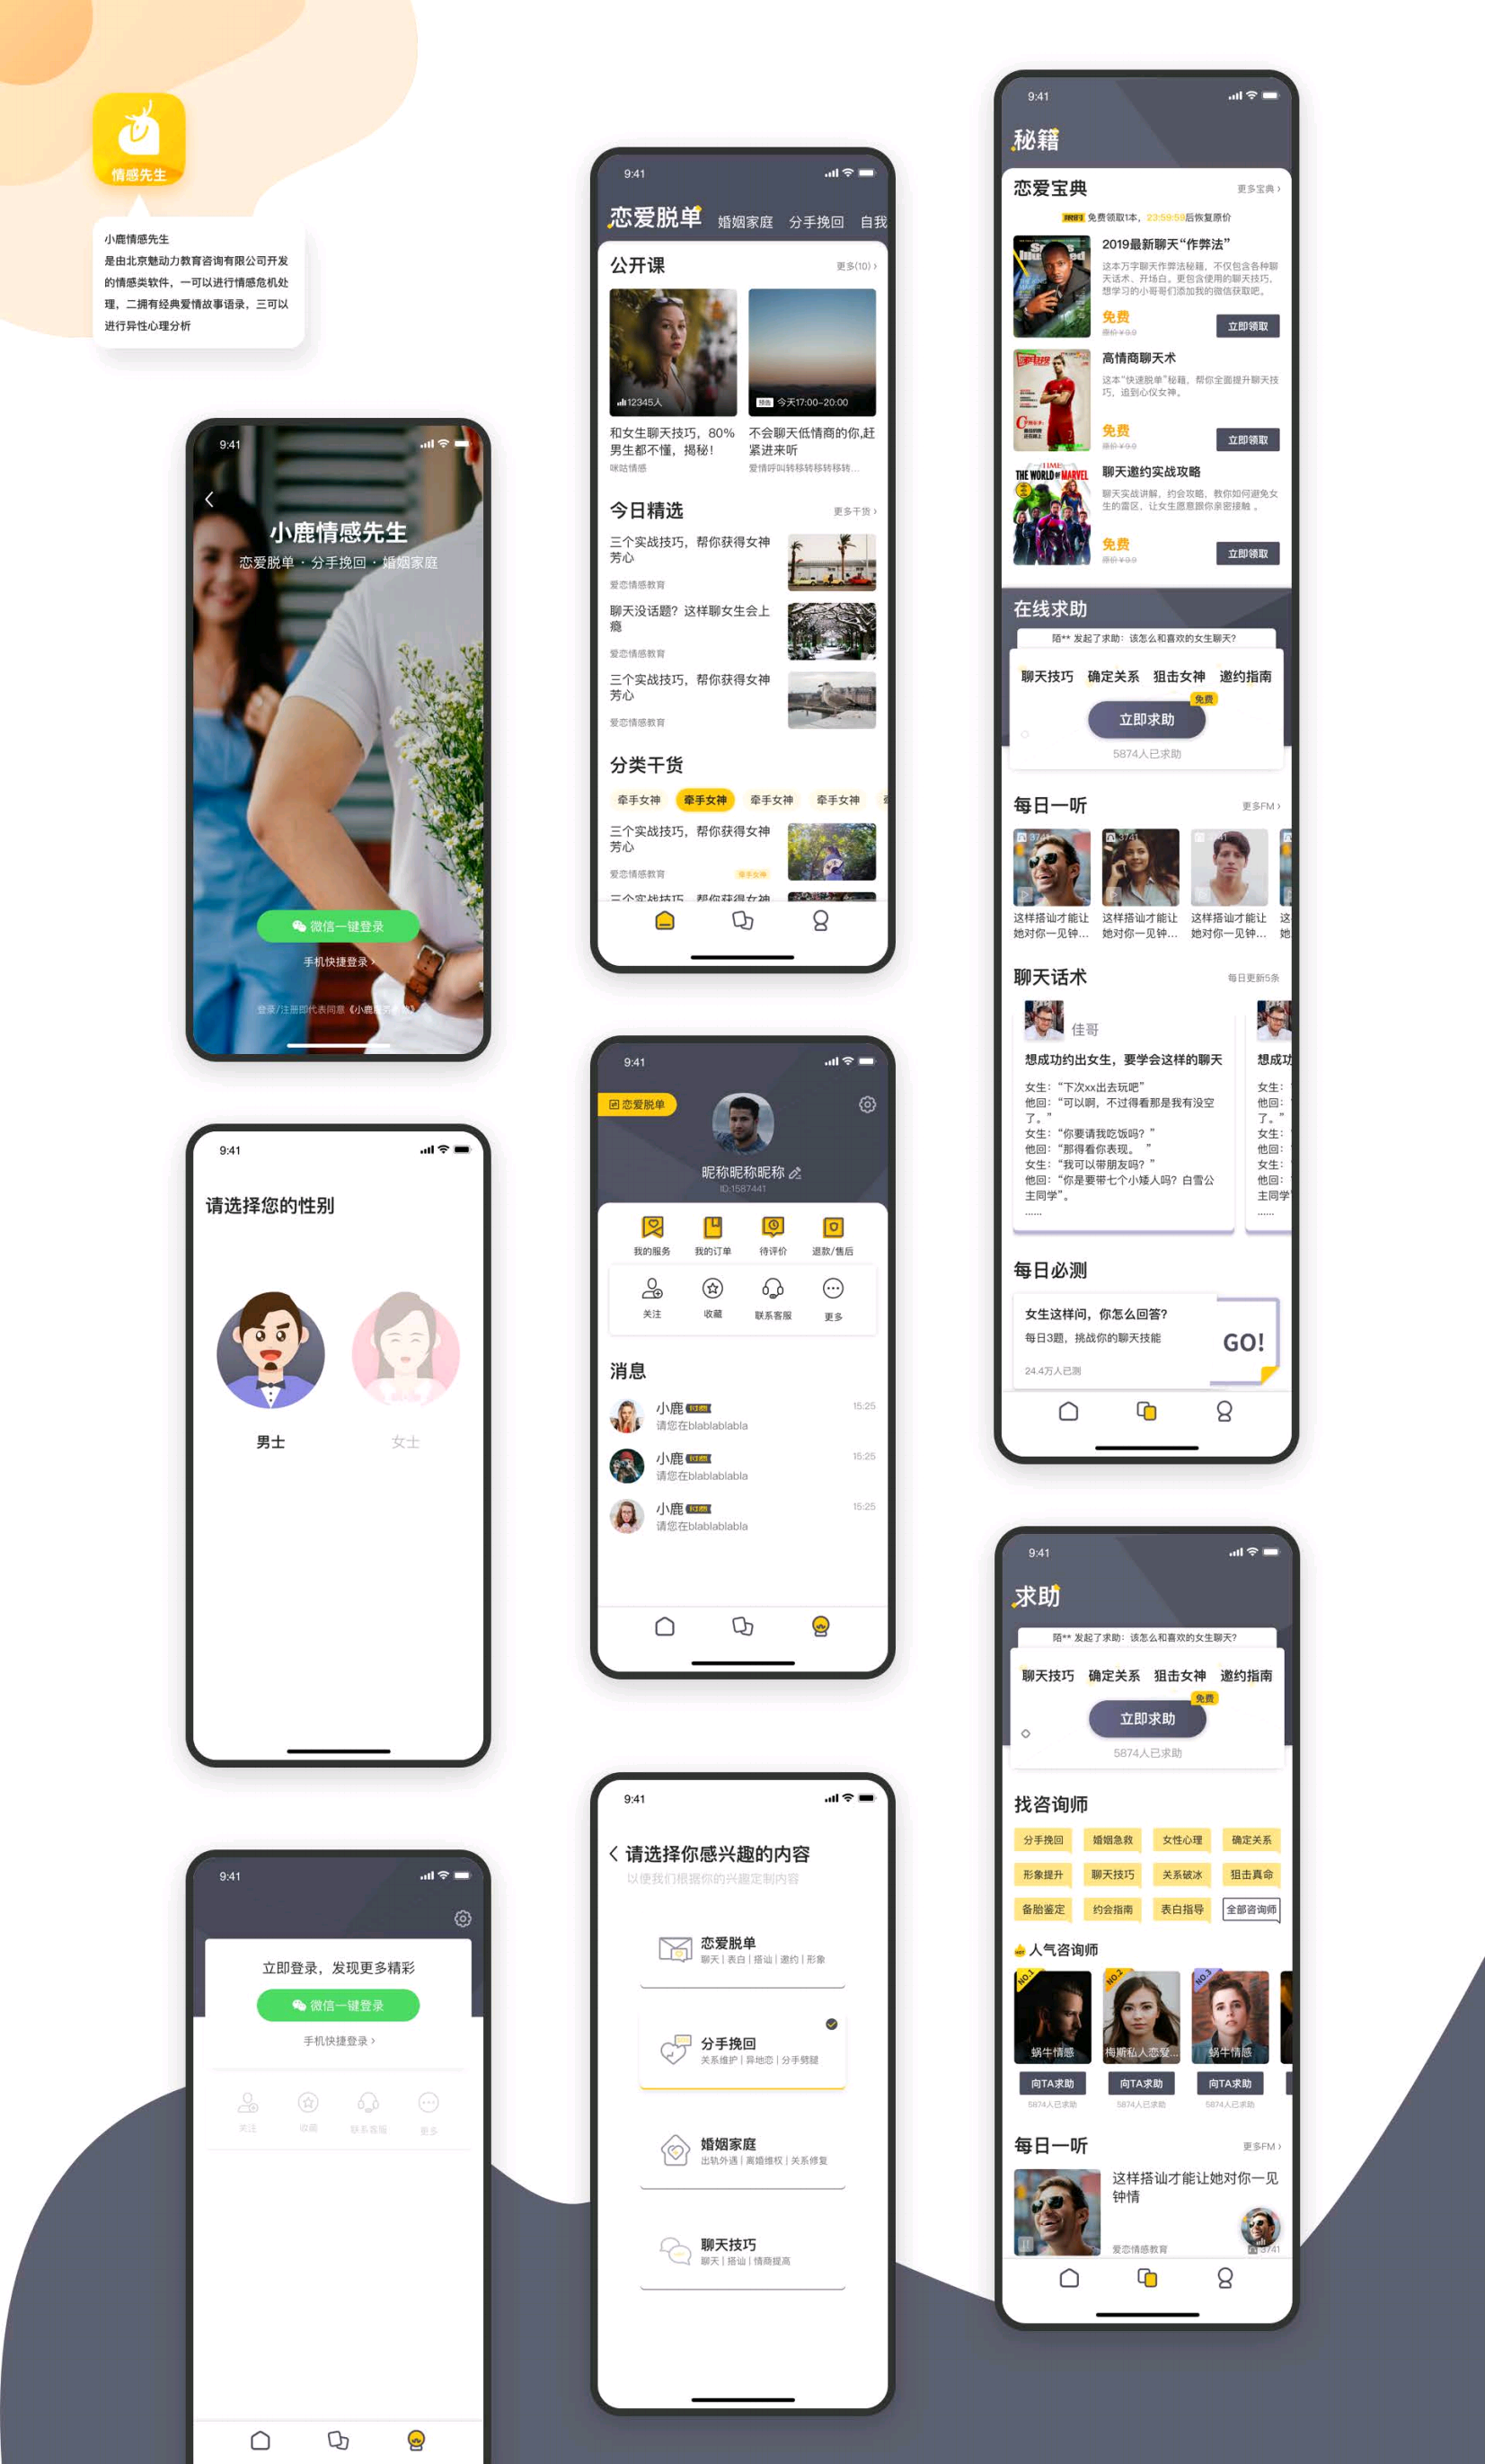 情感先生
小鹿情感先生
是由北京魅动力教育咨询有限公司开发
的情感类软件，一可以进行情感危机处
理，二拥有经典爱情故事语录，三可以
进行异性心理分析
9:41
小鹿情感先生
恋爱脱单 · 分手挽回 · 婚姻家庭
微信一键登录
手机快捷登录 ›
登录/注册即代表同意
9:41
请选择您的性别
男士
女士
9:41
立即登录，发现更多精彩
微信一键登录
手机快捷登录 ›
关注
收藏
联系客服
更多
9:41
恋爱脱单 婚姻家庭 分手挽回 自我
公开课
更多(10) ›
12345人
预告 今天17:00-20:00
和女生聊天技巧，80%
男生都不懂，揭秘！
咪咕情感
不会聊天低情商的你,赶
紧进来听
爱情呼叫转移转移转移转...
今日精选
更多干货 ›
三个实战技巧，帮你获得女神
芳心
爱恋情感教育
聊天没话题？这样聊女生会上
瘾
爱恋情感教育
三个实战技巧，帮你获得女神
芳心
爱恋情感教育
分类干货
牵手女神 牵手女神 牵手女神 牵手女神
三个实战技巧，帮你获得女神
芳心
爱恋情感教育
牵手女神
三个实战技巧，帮你获得女神
9:41
恋爱脱单
昵称昵称昵称
ID:1587441
我的服务
我的订单
待评价
退款/售后
关注
收藏
联系客服
更多
消息
小鹿
15:25
请您在blablablabla
小鹿
15:25
请您在blablablabla
小鹿
15:25
请您在blablablabla
9:41
请选择你感兴趣的内容
以便我们根据你的兴趣定制内容
恋爱脱单
聊天 | 表白 | 搭讪 | 邀约 | 形象
分手挽回
关系维护 | 异地恋 | 分手劈腿
婚姻家庭
出轨外遇 | 离婚维权 | 关系修复
聊天技巧
聊天 | 搭讪 | 情商提高
9:41
秘籍
恋爱宝典
更多宝典 ›
限时 免费领取1本，23:59:59后恢复原价
2019最新聊天“作弊法”
这本万字聊天作弊法秘籍，不仅包含各种聊
天话术、开场白。更包含使用的聊天技巧，
想学习的小哥哥们添加我的微信获取吧。
免费
原价￥9.9
立即领取
高情商聊天术
这本“快速脱单”秘籍，帮你全面提升聊天技
巧，追到心仪女神。
免费
原价￥9.9
立即领取
TIME
THE WORLD of MARVEL
聊天邀约实战攻略
聊天实战讲解，约会攻略，教你如何避免女
生的雷区，让女生愿意跟你亲密接触 。
免费
原价￥9.9
立即领取
在线求助
陌** 发起了求助：该怎么和喜欢的女生聊天？
聊天技巧 确定关系 狙击女神 邀约指南
免费
立即求助
5874人已求助
每日一听
更多FM ›
3741
3741
这样搭讪才能让
她对你一见钟...
这样搭讪才能让
她对你一见钟...
这样搭讪才能让
她对你一见钟...
这
她
聊天话术
每日更新5条
佳哥
想成功约出女生，要学会这样的聊天
女生：“下次xx出去玩吧”
他回：“可以啊，不过得看那是我有没空
了。”
女生：“你要请我吃饭吗？”
他回：“那得看你表现。 ”
女生：“我可以带朋友吗？”
他回：“你是要带七个小矮人吗？白雪公
主同学”。
......
想成功
女生：
他回：
了。”
女生：
他回：
女生：
他回：
主同学
......
每日必测
女生这样问，你怎么回答?
每日3题，挑战你的聊天技能
24.4万人已测
GO!
9:41
求助
陌** 发起了求助：该怎么和喜欢的女生聊天？
聊天技巧 确定关系 狙击女神 邀约指南
免费
立即求助
5874人已求助
找咨询师
分手挽回 婚姻急救 女性心理 确定关系
形象提升 聊天技巧 关系破冰 狙击真命
备胎鉴定 约会指南 表白指导 全部咨询师
HOT 人气咨询师
NO.1
NO.2
NO.3
蜗牛情感
梅斯私人恋爱...
蜗牛情感
向TA求助 向TA求助 向TA求助
5874人已求助 5874人已求助 5874人已求助
每日一听
更多FM ›
这样搭讪才能让她对你一见
钟情
爱恋情感教育
3741